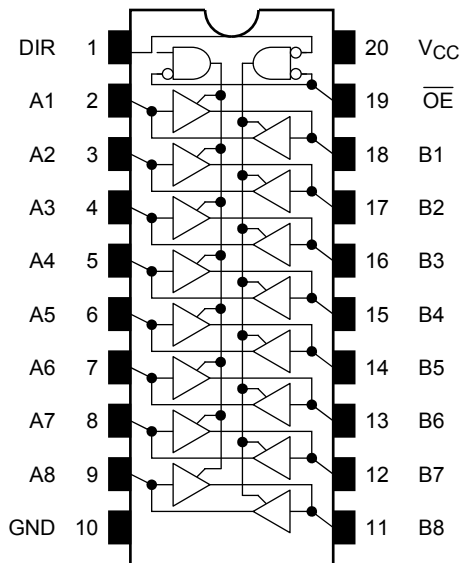 DIR 1 20 VCC
A1 2 19 O̅E̅
A2 3 18 B1
A3 4 17 B2
A4 5 16 B3
A5 6 15 B4
A6 7 14 B5
A7 8 13 B6
A8 9 12 B7
GND 10 11 B8